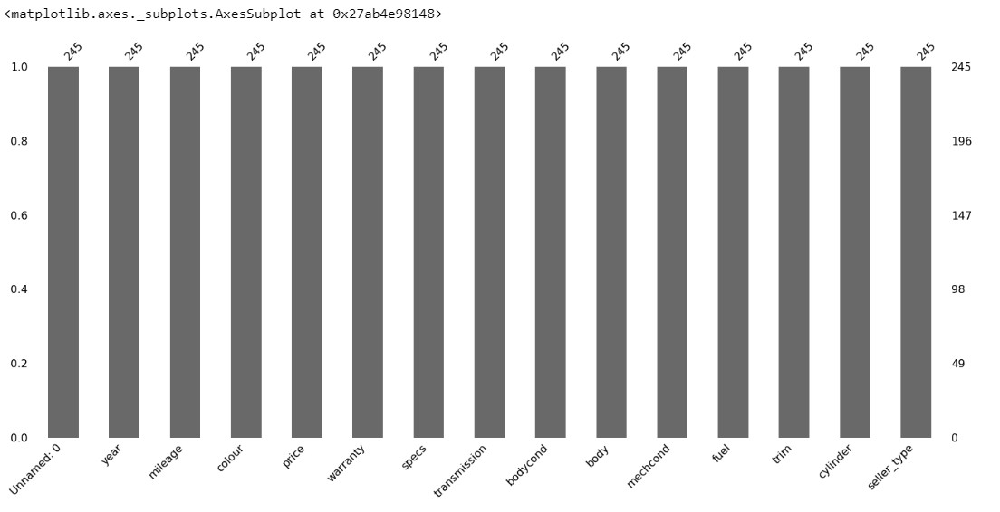 <matplotlib.axes._subplots.AxesSubplot at 0x27ab4e98148>
245 245 245 245 245 245 245 245 245 245 245 245 245 245 245
1.0 245
0.8 196
0.6 147
0.4 98
0.2 49
0.0 0
Unnamed: 0 year mileage colour price warranty specs transmission bodycond body mechcond fuel trim cylinder seller_type